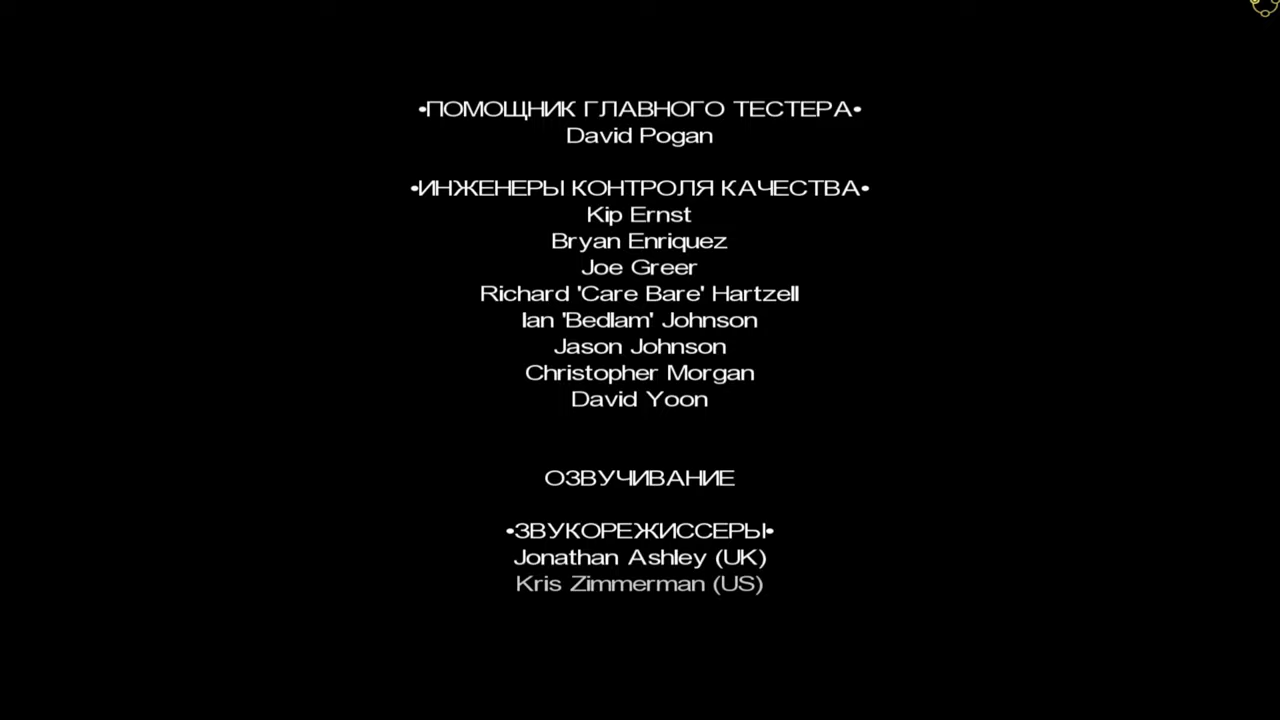 •ПОМОЩНИК ГЛАВНОГО ТЕСТЕРА•
David Pogan
•ИНЖЕНЕРЫ КОНТРОЛЯ КАЧЕСТВА•
Kip Ernst
Bryan Enriquez
Joe Greer
Richard 'Care Bare' Hartzell
Ian 'Bedlam' Johnson
Jason Johnson
Christopher Morgan
David Yoon
ОЗВУЧИВАНИЕ
•ЗВУКОРЕЖИССЕРЫ•
Jonathan Ashley (UK)
Kris Zimmerman (US)